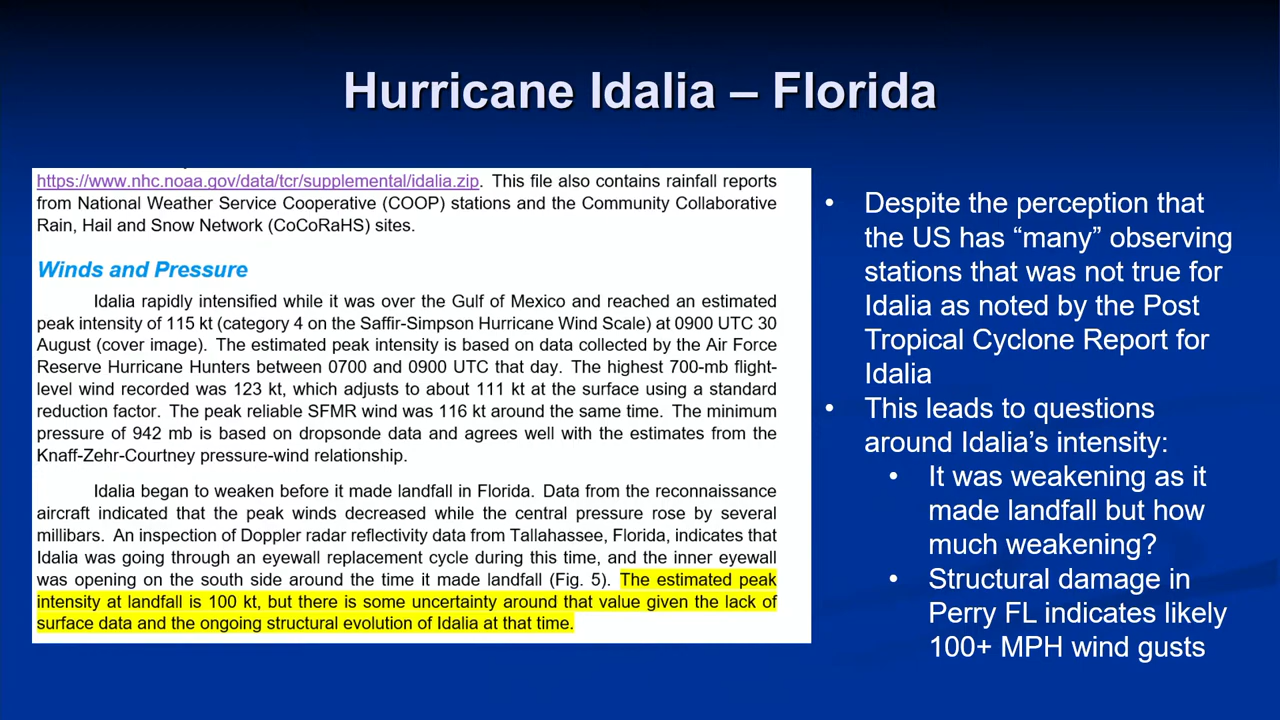 Hurricane Idalia – Florida
https://www.nhc.noaa.gov/data/tcr/supplemental/idalia.zip. This file also contains rainfall reports
from National Weather Service Cooperative (COOP) stations and the Community Collaborative
Rain, Hail and Snow Network (CoCoRaHS) sites.
Winds and Pressure
Idalia rapidly intensified while it was over the Gulf of Mexico and reached an estimated
peak intensity of 115 kt (category 4 on the Saffir-Simpson Hurricane Wind Scale) at 0900 UTC 30
August (cover image). The estimated peak intensity is based on data collected by the Air Force
Reserve Hurricane Hunters between 0700 and 0900 UTC that day. The highest 700-mb flight-
level wind recorded was 123 kt, which adjusts to about 111 kt at the surface using a standard
reduction factor. The peak reliable SFMR wind was 116 kt around the same time. The minimum
pressure of 942 mb is based on dropsonde data and agrees well with the estimates from the
Knaff-Zehr-Courtney pressure-wind relationship.
Idalia began to weaken before it made landfall in Florida. Data from the reconnaissance
aircraft indicated that the peak winds decreased while the central pressure rose by several
millibars. An inspection of Doppler radar reflectivity data from Tallahassee, Florida, indicates that
Idalia was going through an eyewall replacement cycle during this time, and the inner eyewall
was opening on the south side around the time it made landfall (Fig. 5). The estimated peak
intensity at landfall is 100 kt, but there is some uncertainty around that value given the lack of
surface data and the ongoing structural evolution of Idalia at that time.
• Despite the perception that
the US has “many” observing
stations that was not true for
Idalia as noted by the Post
Tropical Cyclone Report for
Idalia
• This leads to questions
around Idalia’s intensity:
• It was weakening as it
made landfall but how
much weakening?
• Structural damage in
Perry FL indicates likely
100+ MPH wind gusts